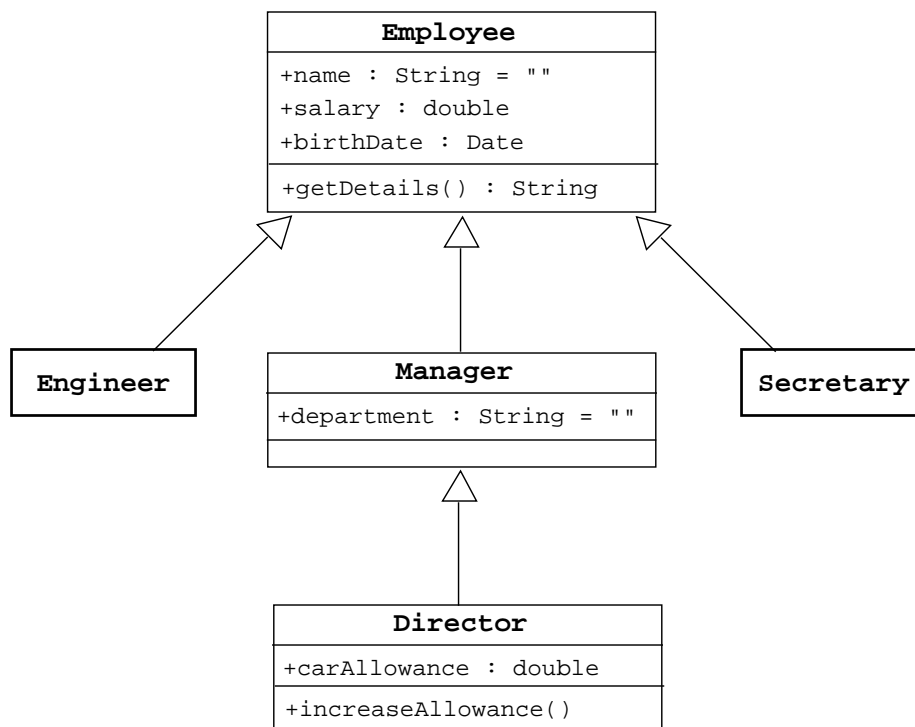 Employee
+name : String = ""
+salary : double
+birthDate : Date
+getDetails() : String
Engineer
Manager
Secretary
+department : String = ""
Director
+carAllowance : double
+increaseAllowance()